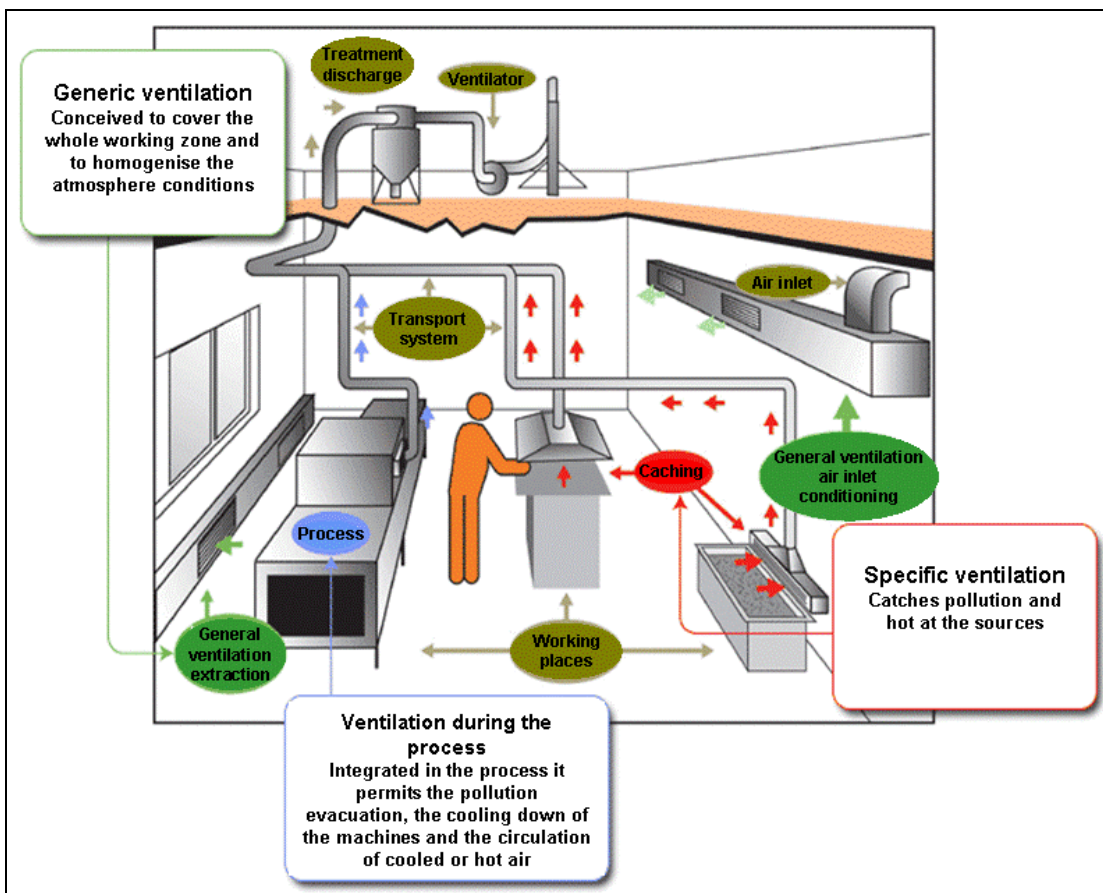 Treatment
discharge
Ventilator
Generic ventilation
Conceived to cover the
whole working zone and
to homogenise the
atmosphere conditions
Air inlet
Transport
system
General ventilation
air inlet
conditioning
Caching
Process
Specific ventilation
Catches pollution and
hot at the sources
General
ventilation
extraction
Working
places
Ventilation during the
process
Integrated in the process it
permits the pollution
evacuation, the cooling down of
the machines and the circulation
of cooled or hot air